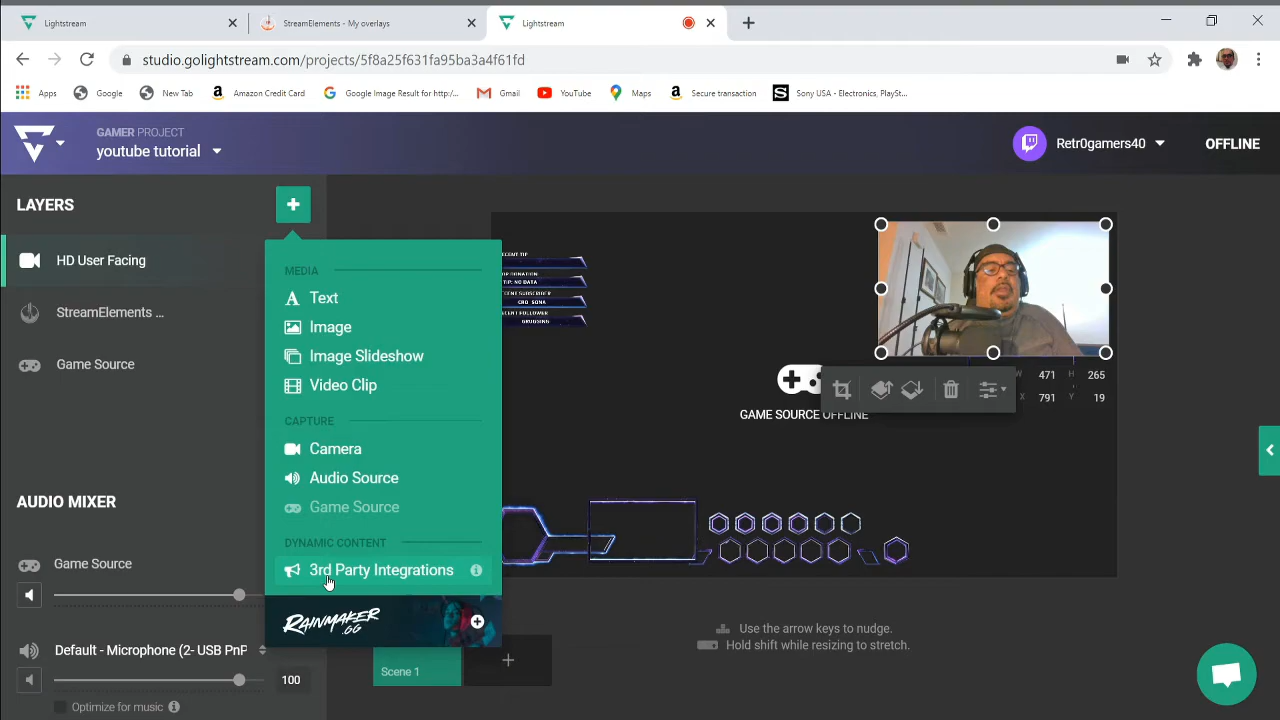 Lightstream
StreamElements - My overlays
Lightstream
studio.golightstream.com/projects/5f8a25f631fa95ba3a4f61fd
Apps
Google
New Tab
Amazon Credit Card
Google Image Result for http:/...
Gmail
YouTube
Maps
Secure transaction
Sony USA - Electronics, PlaySt...
GAMER PROJECT
youtube tutorial
Retr0gamers40
OFFLINE
LAYERS
HD User Facing
StreamElements ...
Game Source
MEDIA
Text
Image
Image Slideshow
Video Clip
CAPTURE
Camera
Audio Source
Game Source
DYNAMIC CONTENT
3rd Party Integrations
RAINMAKER
.GG
TIP: NO DATA
W 471 H 265
X 791 Y 19
GAME SOURCE OFFLINE
AUDIO MIXER
Game Source
Default - Microphone (2- USB PnP
100
Optimize for music
Scene 1
Use the arrow keys to nudge.
Hold shift while resizing to stretch.